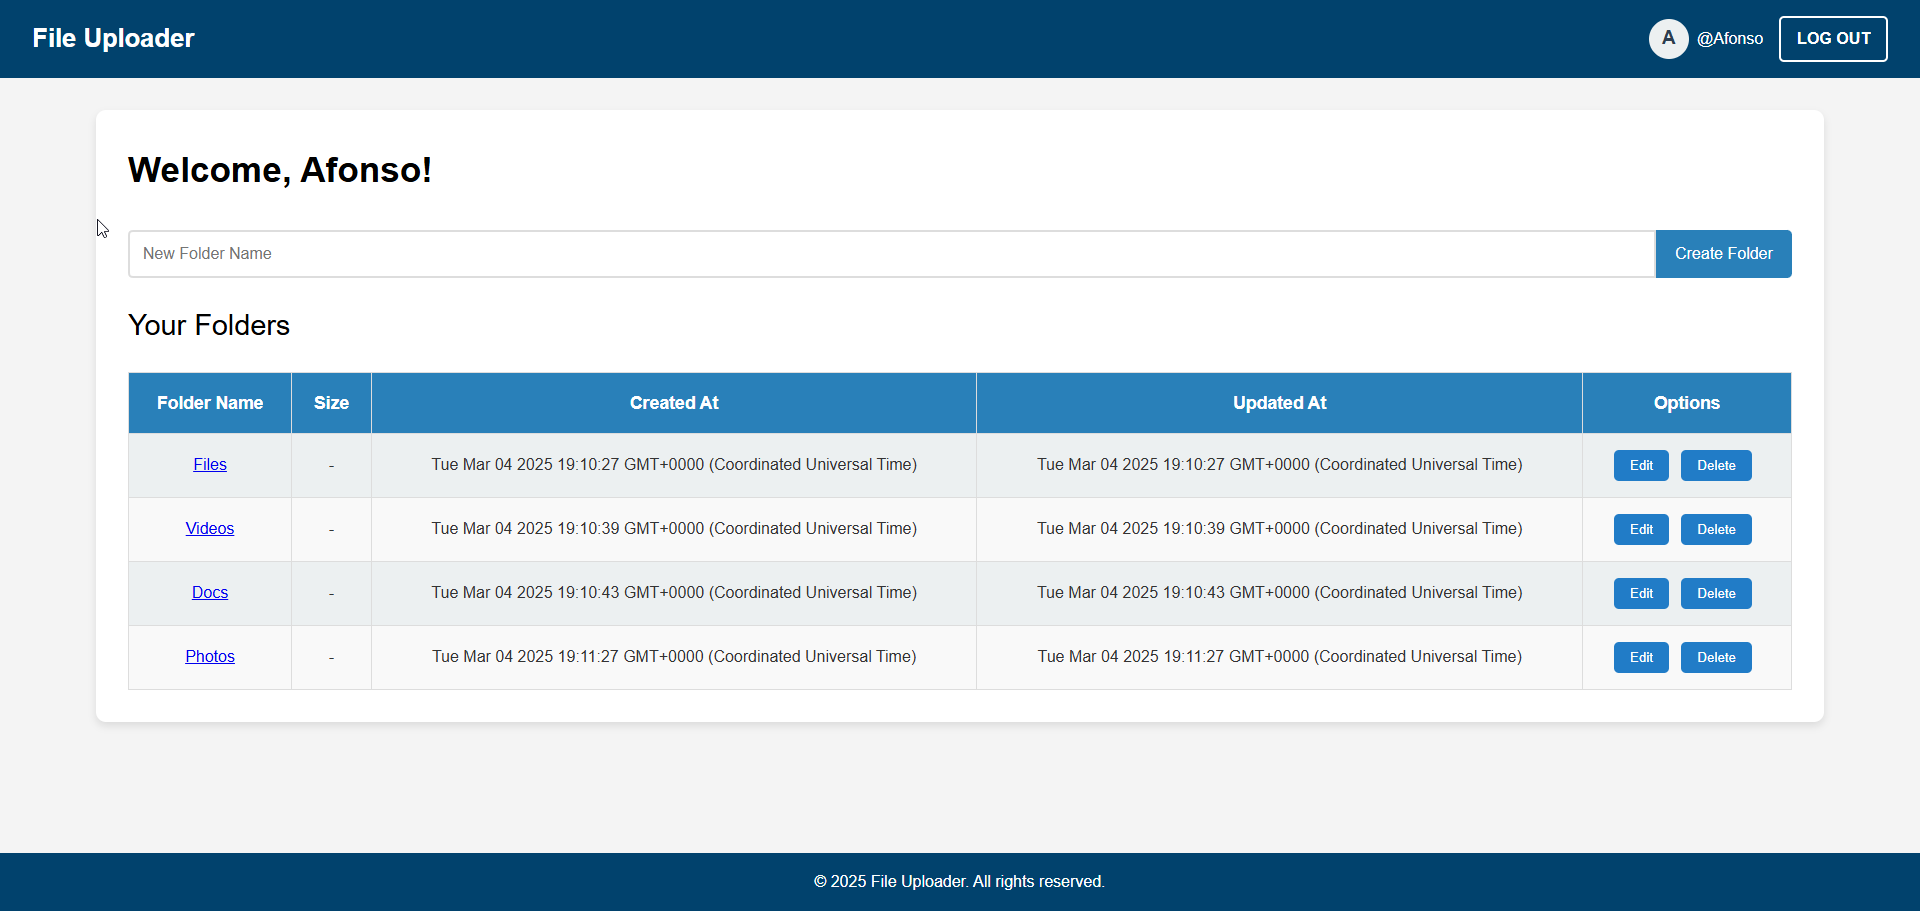 File Uploader
A @Afonso LOG OUT
Welcome, Afonso!
New Folder Name Create Folder
Your Folders
Folder Name Size Created At Updated At Options
Files - Tue Mar 04 2025 19:10:27 GMT+0000 (Coordinated Universal Time) Tue Mar 04 2025 19:10:27 GMT+0000 (Coordinated Universal Time) Edit Delete
Videos - Tue Mar 04 2025 19:10:39 GMT+0000 (Coordinated Universal Time) Tue Mar 04 2025 19:10:39 GMT+0000 (Coordinated Universal Time) Edit Delete
Docs - Tue Mar 04 2025 19:10:43 GMT+0000 (Coordinated Universal Time) Tue Mar 04 2025 19:10:43 GMT+0000 (Coordinated Universal Time) Edit Delete
Photos - Tue Mar 04 2025 19:11:27 GMT+0000 (Coordinated Universal Time) Tue Mar 04 2025 19:11:27 GMT+0000 (Coordinated Universal Time) Edit Delete
© 2025 File Uploader. All rights reserved.